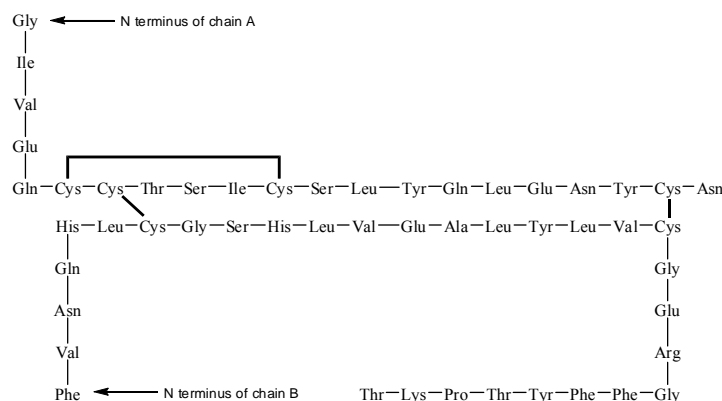 Gly N terminus of chain A
Ile
Val
Glu
Gln Cys Cys Thr Ser Ile Cys Ser Leu Tyr Gln Leu Glu Asn Tyr Cys Asn
His Leu Cys Gly Ser His Leu Val Glu Ala Leu Tyr Leu Val Cys
Gln Gly
Asn Glu
Val Arg
Phe N terminus of chain B Thr Lys Pro Thr Tyr Phe Phe Gly